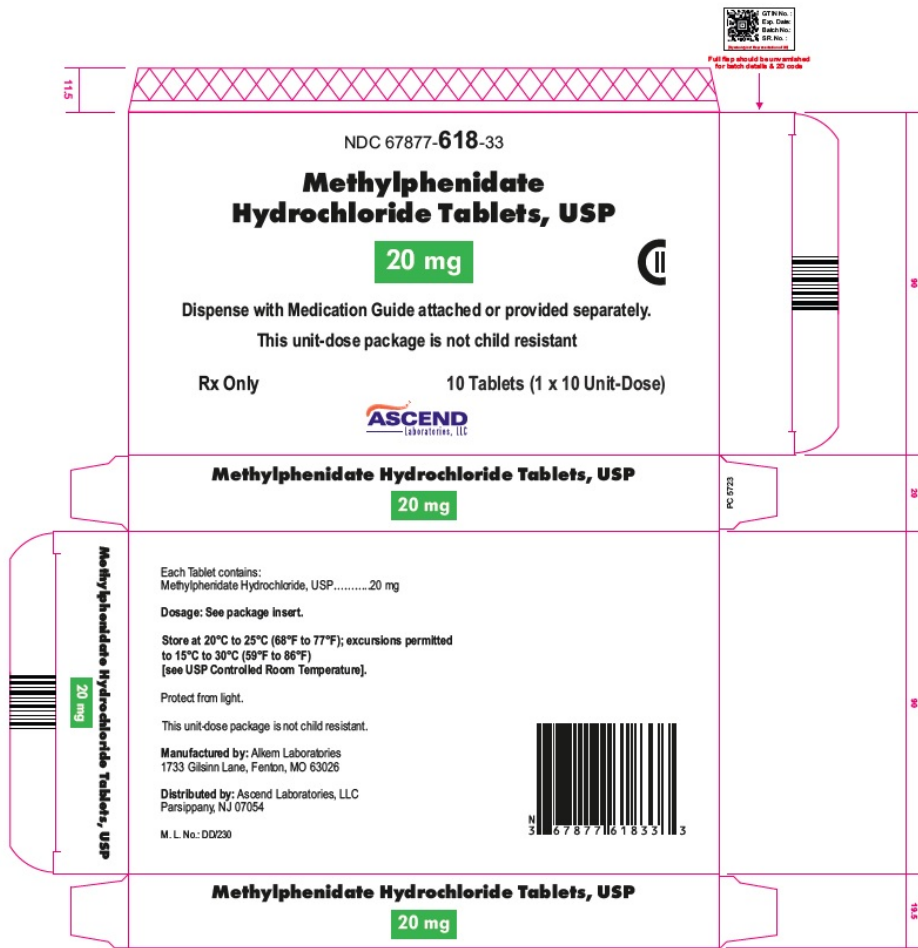 GTIN No. :
Exp. Date:
Batch No.:
SR. No. :
Full flap should be unvarnished
for batch details & 2D code
11.5
NDC 67877-618-33
Methylphenidate
Hydrochloride Tablets, USP
20 mg
CII
Dispense with Medication Guide attached or provided separately.
This unit-dose package is not child resistant
Rx Only
10 Tablets (1 x 10 Unit-Dose)
ASCEND
Laboratories, LLC
90
Methylphenidate Hydrochloride Tablets, USP
20 mg
PC 5723
20
Methylphenidate Hydrochloride Tablets, USP
20 mg
Each Tablet contains:
Methylphenidate Hydrochloride, USP...........20 mg
Dosage: See package insert.
Store at 20°C to 25°C (68°F to 77°F); excursions permitted
to 15°C to 30°C (59°F to 86°F)
[see USP Controlled Room Temperature].
Protect from light.
This unit-dose package is not child resistant.
Manufactured by: Alkem Laboratories
1733 Gilsinn Lane, Fenton, MO 63026
Distributed by: Ascend Laboratories, LLC
Parsippany, NJ 07054
M. L. No.: DD/230
N
3 67877 61833 3
90
Methylphenidate Hydrochloride Tablets, USP
20 mg
19.5